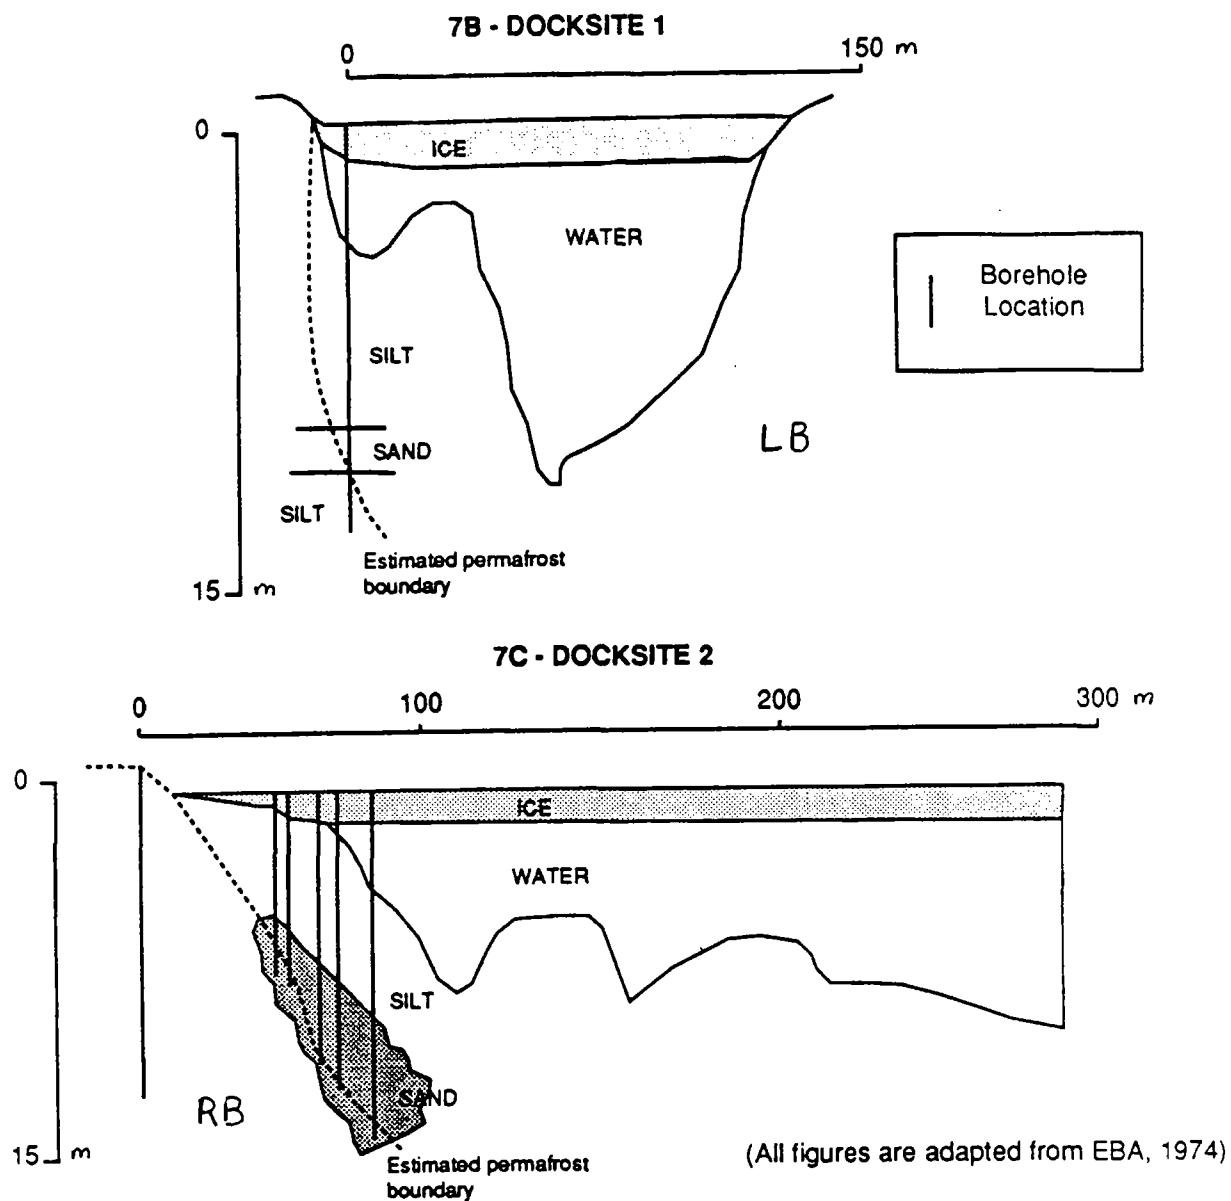 7B - DOCKSITE 1
0 150 m
0
ICE
WATER
Borehole
Location
SILT
LB
SAND
SILT
Estimated permafrost
boundary
15 m
7C - DOCKSITE 2
0 100 200 300 m
0
ICE
WATER
SILT
SAND
RB
15 m
Estimated permafrost
boundary
(All figures are adapted from EBA, 1974)